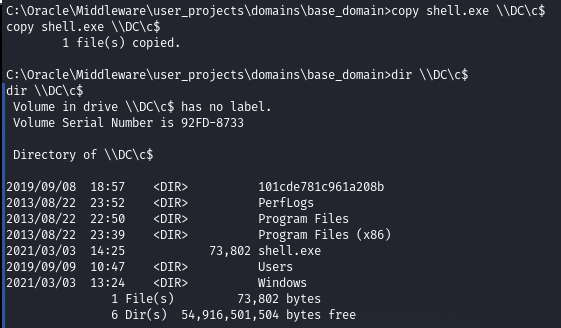 C:\Oracle\Middleware\user_projects\domains\base_domain>copy shell.exe \\DC\c$
copy shell.exe \\DC\c$
        1 file(s) copied.
C:\Oracle\Middleware\user_projects\domains\base_domain>dir \\DC\c$
dir \\DC\c$
 Volume in drive \\DC\c$ has no label.
 Volume Serial Number is 92FD-8733
 Directory of \\DC\c$
2019/09/08  18:57    <DIR>          101cde781c961a208b
2013/08/22  23:52    <DIR>          PerfLogs
2013/08/22  22:50    <DIR>          Program Files
2013/08/22  23:39    <DIR>          Program Files (x86)
2021/03/03  14:25            73,802 shell.exe
2019/09/09  10:47    <DIR>          Users
2021/03/03  13:24    <DIR>          Windows
               1 File(s)         73,802 bytes
               6 Dir(s)  54,916,501,504 bytes free